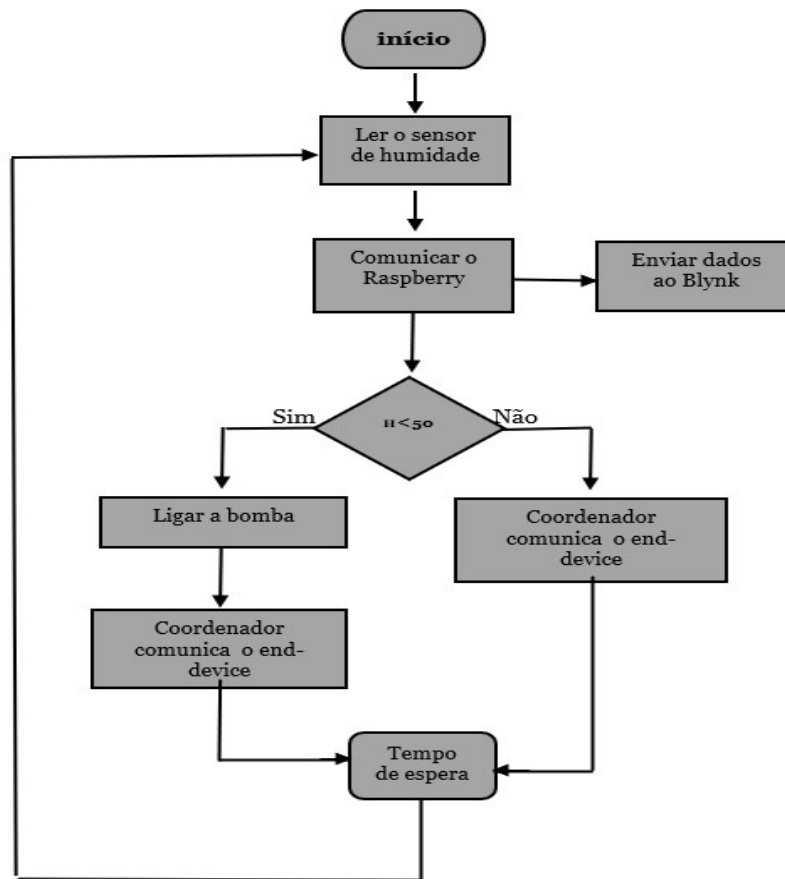 início
Ler o sensor
de humidade
Comunicar o
Raspberry
Enviar dados
ao Blynk
Sim
H<50
Não
Ligar a bomba
Coordenador
comunica o end-
device
Coordenador
comunica o end-
device
Tempo
de espera